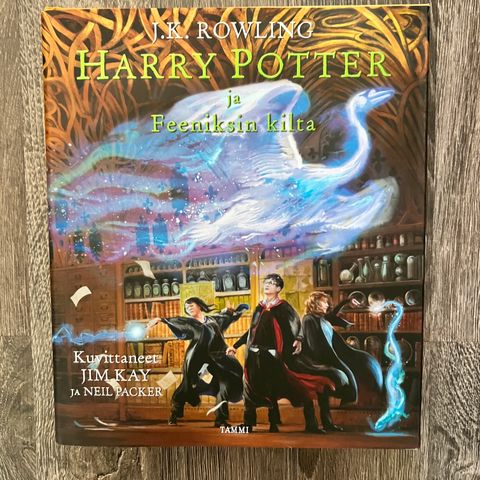 J.K. ROWLING
HARRY POTTER
ja
Feeniksin kilta
Kuvittaneet
JIM KAY
JA NEIL PACKER
TAMMI